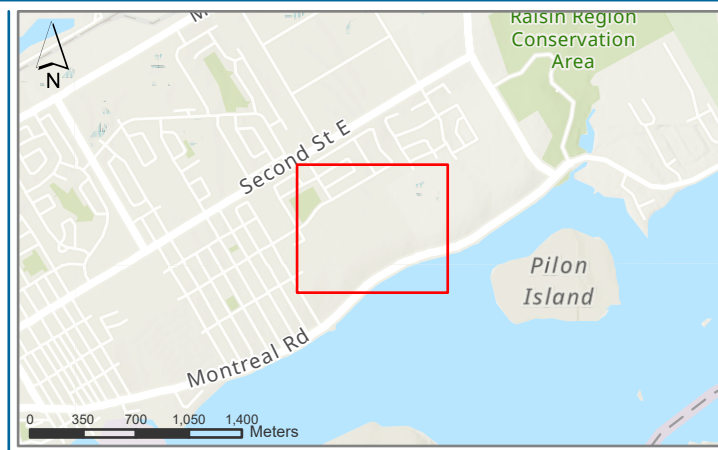 Raisin Region
Conservation
Area
N
Second St E
Pilon
Island
Montreal Rd
0 350 700 1,050 1,400
Meters